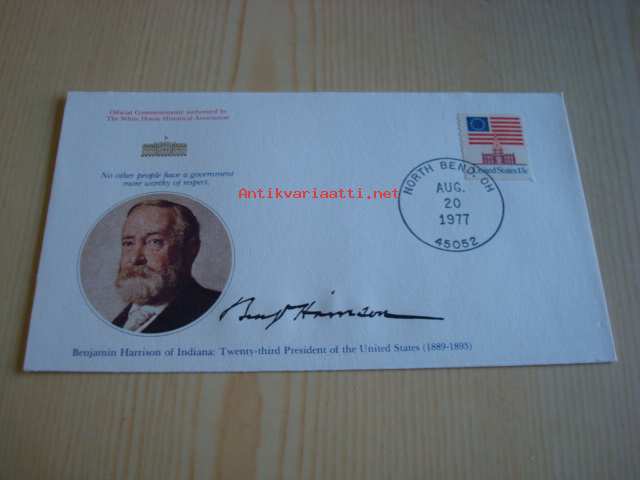 Official Commemorative authorized by
The White House Historical Association
No other people have a government
more worthy of respect.
Antikvariaatti.net
United States 13c
NORTH BEND, OH
AUG.
20
1977
45052
Benj Harrison
Benjamin Harrison of Indiana: Twenty-third President of the United States (1889-1893)